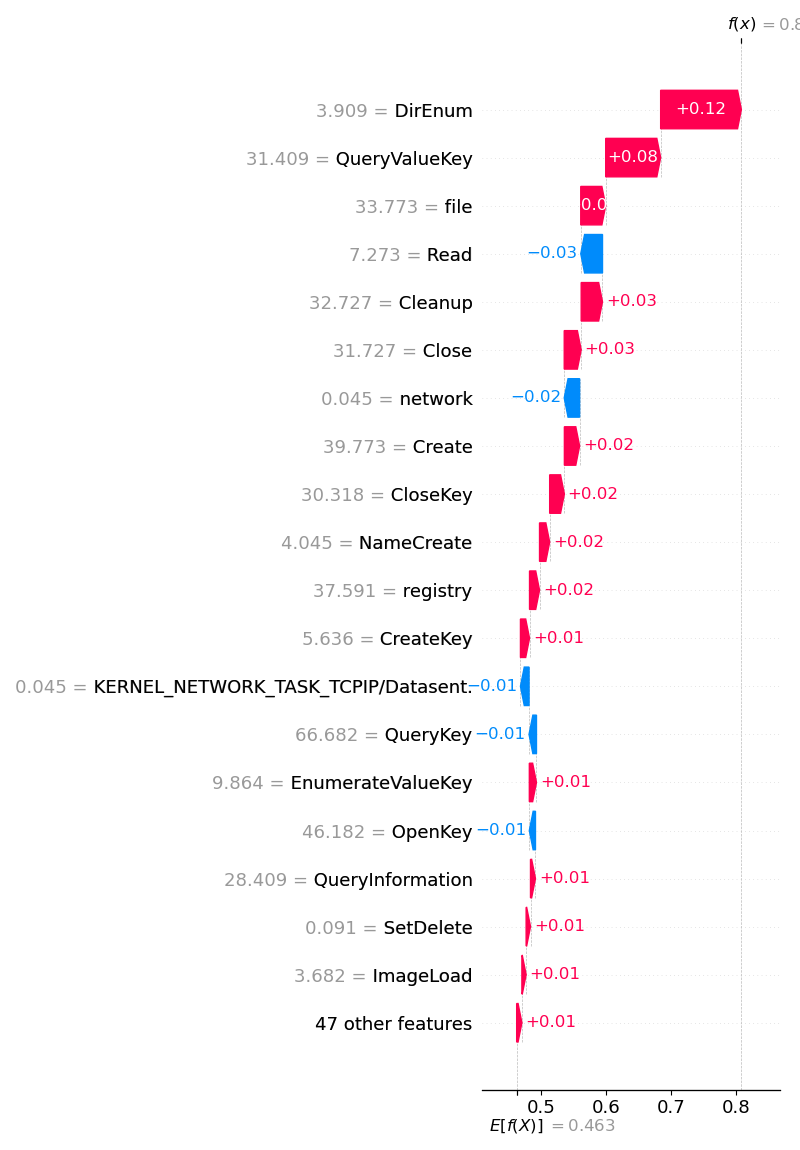 f(x) = 0.8
3.909 = DirEnum +0.12
31.409 = QueryValueKey +0.08
33.773 = file 0.0
7.273 = Read −0.03
32.727 = Cleanup +0.03
31.727 = Close +0.03
0.045 = network −0.02
39.773 = Create +0.02
30.318 = CloseKey +0.02
4.045 = NameCreate +0.02
37.591 = registry +0.02
5.636 = CreateKey +0.01
0.045 = KERNEL_NETWORK_TASK_TCPIP/Datasent. −0.01
66.682 = QueryKey −0.01
9.864 = EnumerateValueKey +0.01
46.182 = OpenKey −0.01
28.409 = QueryInformation +0.01
0.091 = SetDelete +0.01
3.682 = ImageLoad +0.01
47 other features +0.01
0.5 0.6 0.7 0.8
E[f(X)] = 0.463